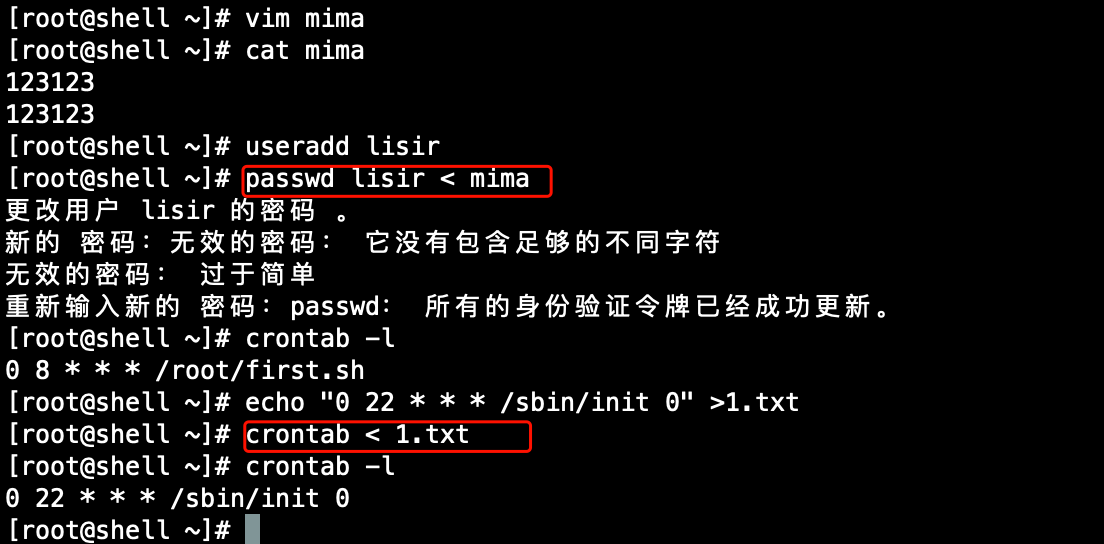 [root@shell ~]# vim mima
[root@shell ~]# cat mima
123123
123123
[root@shell ~]# useradd lisir
[root@shell ~]# passwd lisir < mima
更改用户 lisir 的密码 。
新的 密码：无效的密码： 它没有包含足够的不同字符
无效的密码： 过于简单
重新输入新的 密码：passwd： 所有的身份验证令牌已经成功更新。
[root@shell ~]# crontab -l
0 8 * * * /root/first.sh
[root@shell ~]# echo "0 22 * * * /sbin/init 0" >1.txt
[root@shell ~]# crontab < 1.txt
[root@shell ~]# crontab -l
0 22 * * * /sbin/init 0
[root@shell ~]#